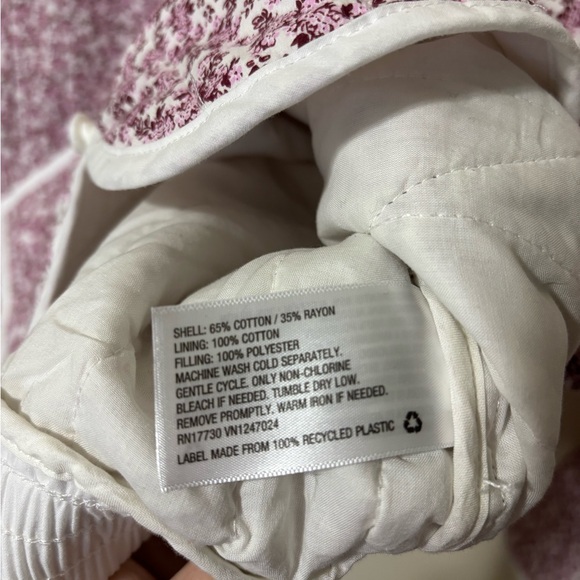 SHELL: 65% COTTON / 35% RAYON
LINING: 100% COTTON
FILLING: 100% POLYESTER
MACHINE WASH COLD SEPARATELY.
GENTLE CYCLE. ONLY NON-CHLORINE
BLEACH IF NEEDED. TUMBLE DRY LOW.
REMOVE PROMPTLY. WARM IRON IF NEEDED.
RN17730 VN1247024
LABEL MADE FROM 100% RECYCLED PLASTIC